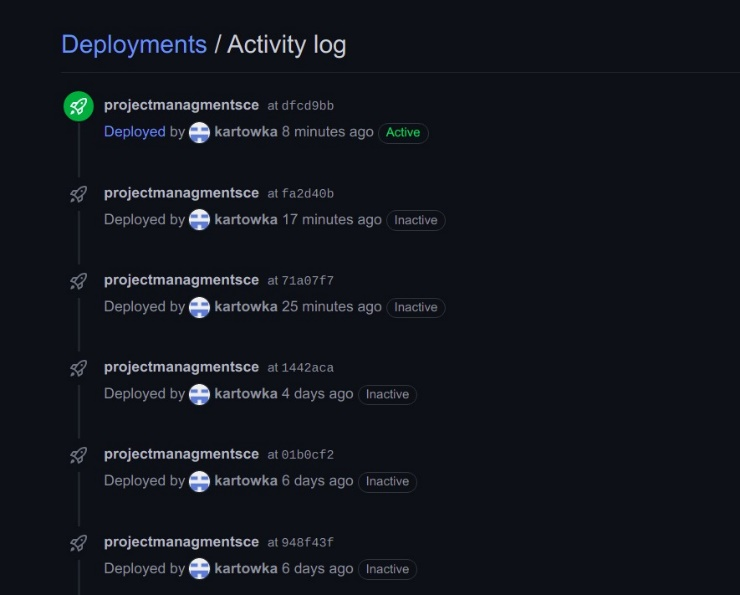 Deployments / Activity log
projectmanagmentsce at dfcd9bb
Deployed by kartowka 8 minutes ago Active
projectmanagmentsce at fa2d40b
Deployed by kartowka 17 minutes ago Inactive
projectmanagmentsce at 71a07f7
Deployed by kartowka 25 minutes ago Inactive
projectmanagmentsce at 1442aca
Deployed by kartowka 4 days ago Inactive
projectmanagmentsce at 01b0cf2
Deployed by kartowka 6 days ago Inactive
projectmanagmentsce at 948f43f
Deployed by kartowka 6 days ago Inactive